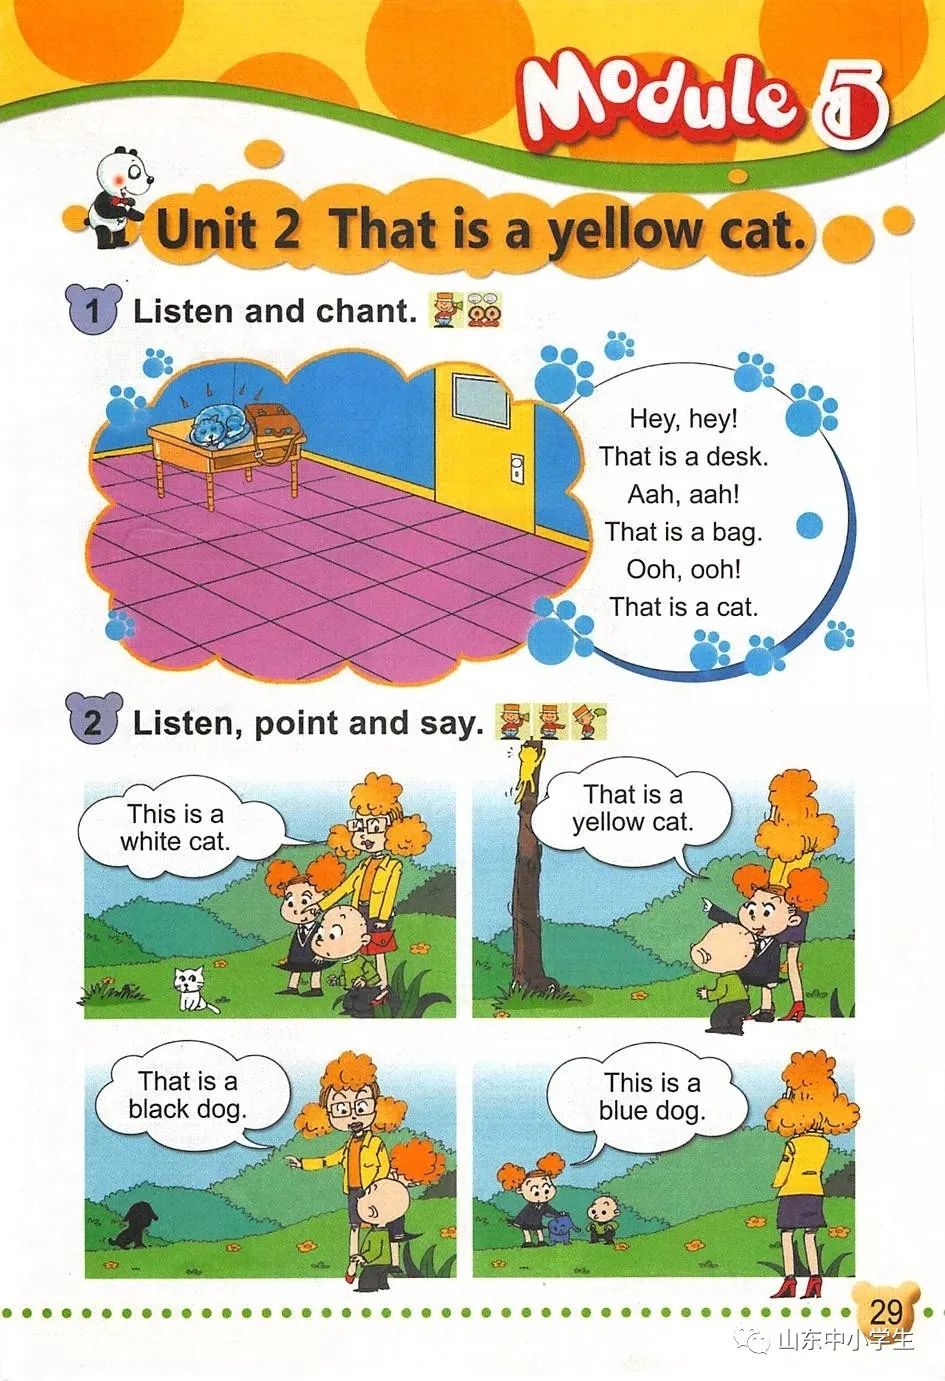 Module 5
Unit 2 That is a yellow cat.
1 Listen and chant.
Hey, hey!
That is a desk.
Aah, aah!
That is a bag.
Ooh, ooh!
That is a cat.
2 Listen, point and say.
This is a
white cat.
That is a
yellow cat.
That is a
black dog.
This is a
blue dog.
29
山东中小学生